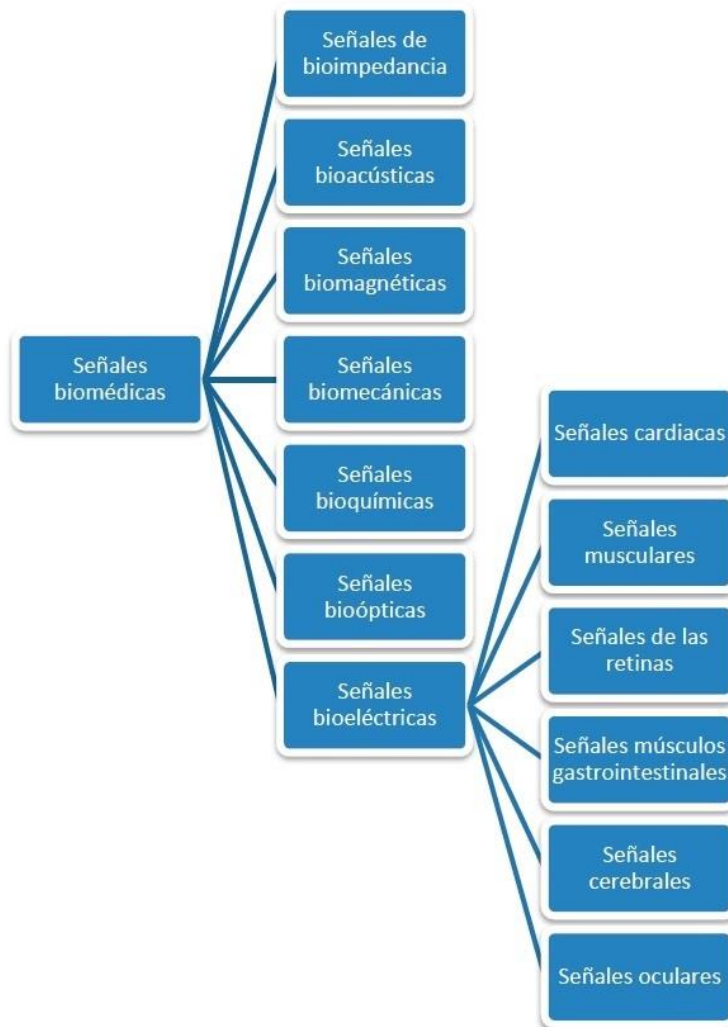 Señales
biomédicas
Señales de
bioimpedancia
Señales
bioacústicas
Señales
biomagnéticas
Señales
biomecánicas
Señales
bioquímicas
Señales
bioópticas
Señales
bioeléctricas
Señales cardiacas
Señales
musculares
Señales de las
retinas
Señales músculos
gastrointestinales
Señales
cerebrales
Señales oculares